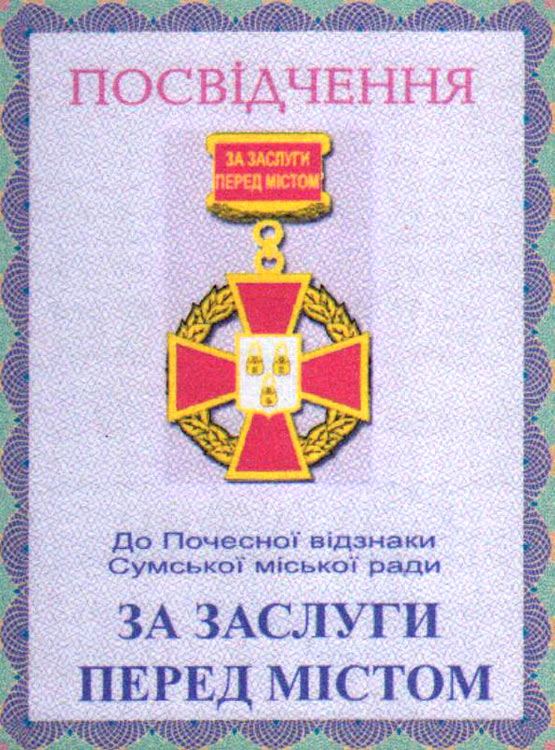 ПОСВІДЧЕННЯ
ЗА ЗАСЛУГИ
ПЕРЕД МІСТОМ
До Почесної відзнаки
Сумської міської ради
ЗА ЗАСЛУГИ
ПЕРЕД МІСТОМ